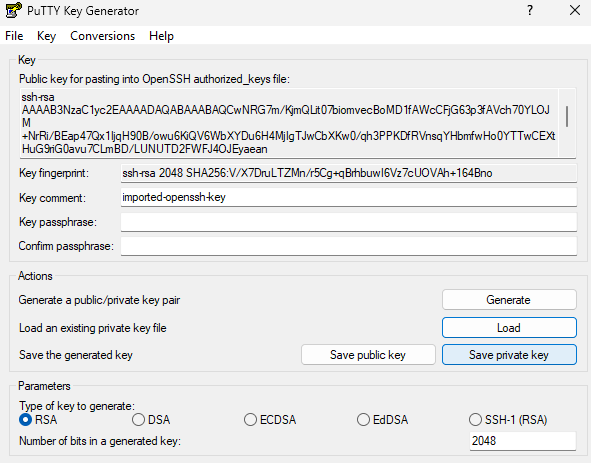 PuTTY Key Generator
File Key Conversions Help
Key
Public key for pasting into OpenSSH authorized_keys file:
ssh-rsa
AAAAB3NzaC1yc2EAAAADAQABAAABAQCwNRG7m/KjmQLit07biomvecBoMD1fAWcCFjG63p3fAVch70YLOJ
M
+NrRi/BEap47Qx1ljqH90B/owu6KiQV6WbXYDu6H4MjlgTJwCbXKw0/qh3PPKDfRVnsqYHbmfwHo0YTTwCEXt
HuG9riG0avu7CLmBD/LUNUTD2FWFJ4OJEyaean
Key fingerprint: ssh-rsa 2048 SHA256:V/X7DruLTZMn/r5Cg+qBrhbuwI6Vz7cUOVAh+164Bno
Key comment: imported-openssh-key
Key passphrase:
Confirm passphrase:
Actions
Generate a public/private key pair Generate
Load an existing private key file Load
Save the generated key Save public key Save private key
Parameters
Type of key to generate:
RSA DSA ECDSA EdDSA SSH-1 (RSA)
Number of bits in a generated key: 2048